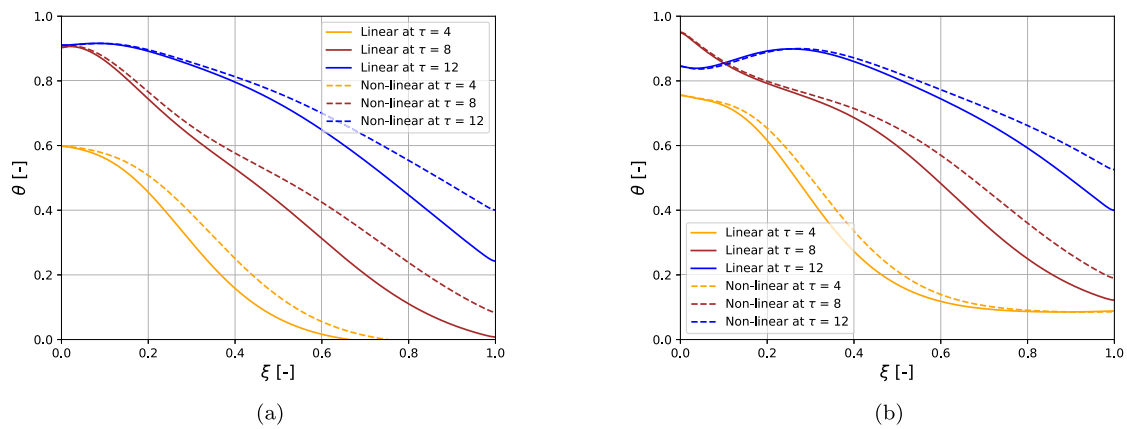 1.0
0.8
0.6
0.4
0.2
0.0
θ [-]
0.0 0.2 0.4 0.6 0.8 1.0
ξ [-]
Linear at τ = 4
Linear at τ = 8
Linear at τ = 12
Non-linear at τ = 4
Non-linear at τ = 8
Non-linear at τ = 12
(a)
1.0
0.8
0.6
0.4
0.2
0.0
θ [-]
0.0 0.2 0.4 0.6 0.8 1.0
ξ [-]
Linear at τ = 4
Linear at τ = 8
Linear at τ = 12
Non-linear at τ = 4
Non-linear at τ = 8
Non-linear at τ = 12
(b)